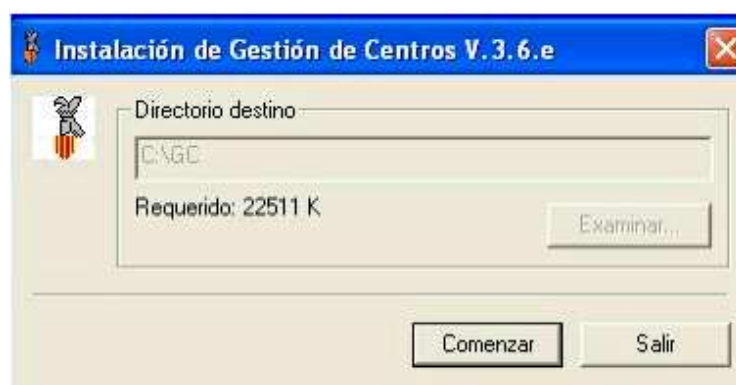 Instalación de Gestión de Centros V.3.6.e
Directorio destino
C:\GC
Requerido: 22511 K
Examinar...
Comenzar
Salir